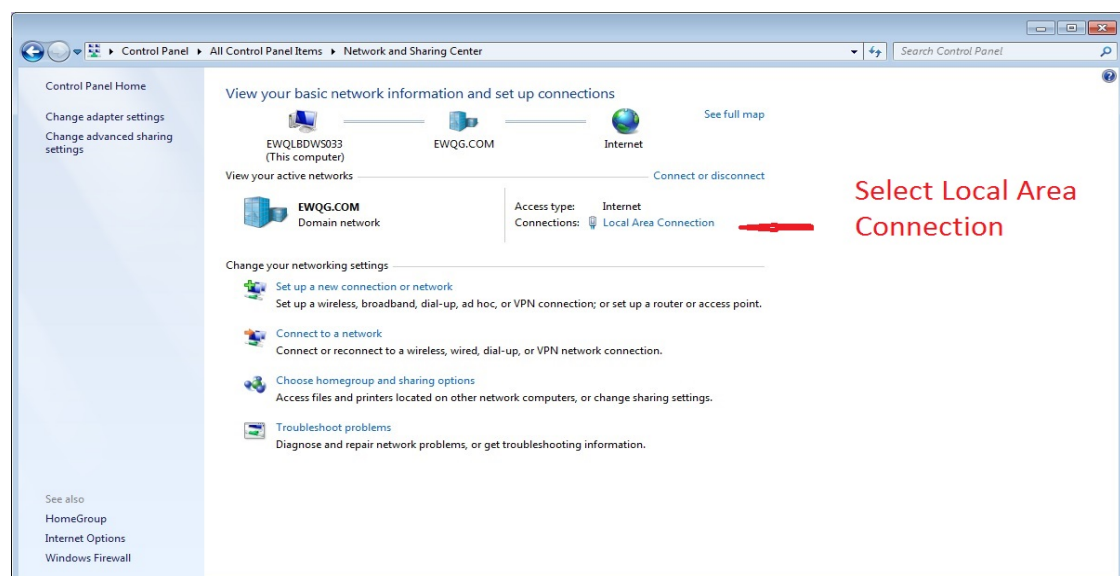 Control Panel ▸ All Control Panel Items ▸ Network and Sharing Center
Search Control Panel
Control Panel Home
Change adapter settings
Change advanced sharing
settings
View your basic network information and set up connections
See full map
EWQLBDWS033
(This computer)
EWQG.COM
Internet
View your active networks
Connect or disconnect
EWQG.COM
Domain network
Access type: Internet
Connections: Local Area Connection
Select Local Area
Connection
Change your networking settings
Set up a new connection or network
Set up a wireless, broadband, dial-up, ad hoc, or VPN connection; or set up a router or access point.
Connect to a network
Connect or reconnect to a wireless, wired, dial-up, or VPN network connection.
Choose homegroup and sharing options
Access files and printers located on other network computers, or change sharing settings.
Troubleshoot problems
Diagnose and repair network problems, or get troubleshooting information.
See also
HomeGroup
Internet Options
Windows Firewall